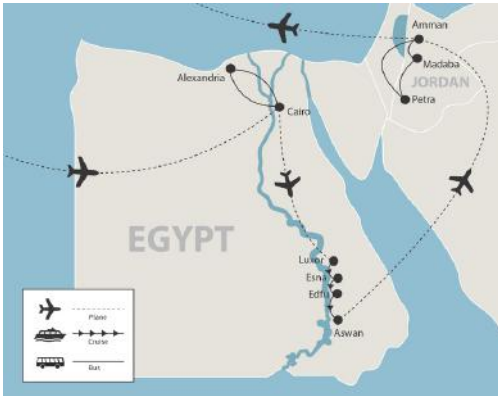 Amman
Madaba
JORDAN
Petra
Alexandria
Cairo
EGYPT
Luxor
Esna
Edfu
Aswan
Plane
Cruise
Bus